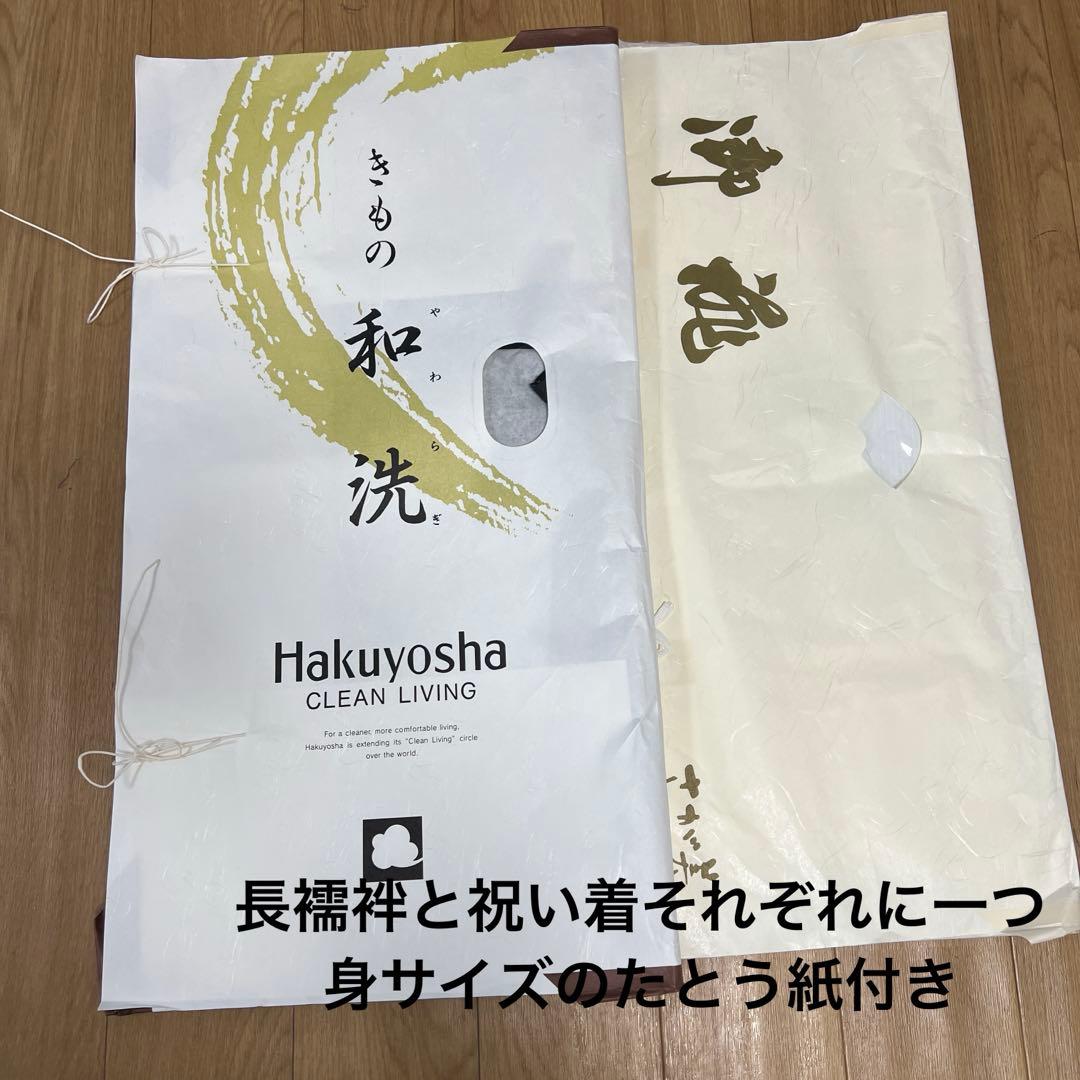 きもの
和洗
やわらぎ
Hakuyosha
CLEAN LIVING
For a cleaner, more comfortable living,
Hakuyosha is extending its "Clean Living" circle
over the world.
御
長襦袢と祝い着それぞれに一つ
身サイズのたとう紙付き